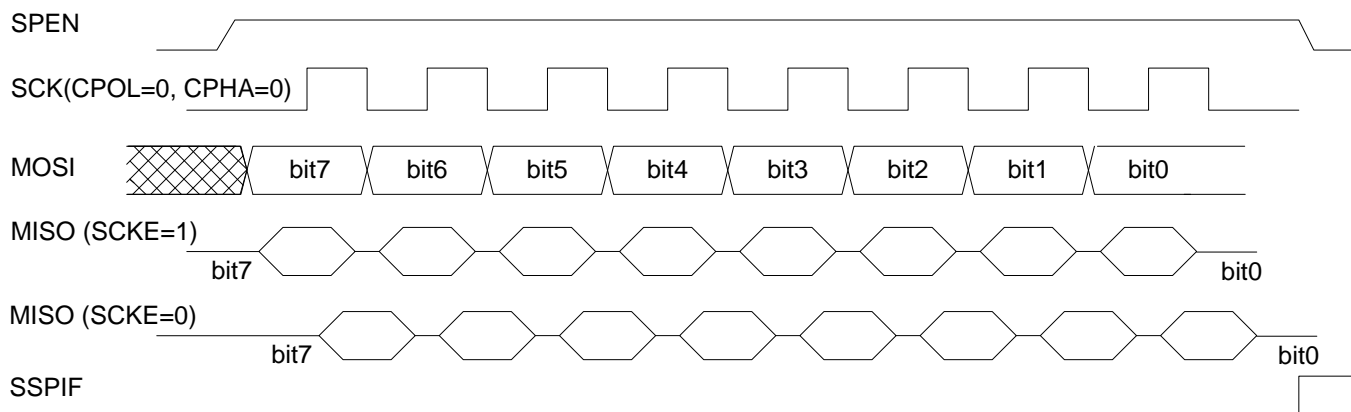 SPEN
SCK(CPOL=0, CPHA=0)
MOSI bit7 bit6 bit5 bit4 bit3 bit2 bit1 bit0
MISO (SCKE=1)
bit7 bit0
MISO (SCKE=0)
bit7 bit0
SSPIF